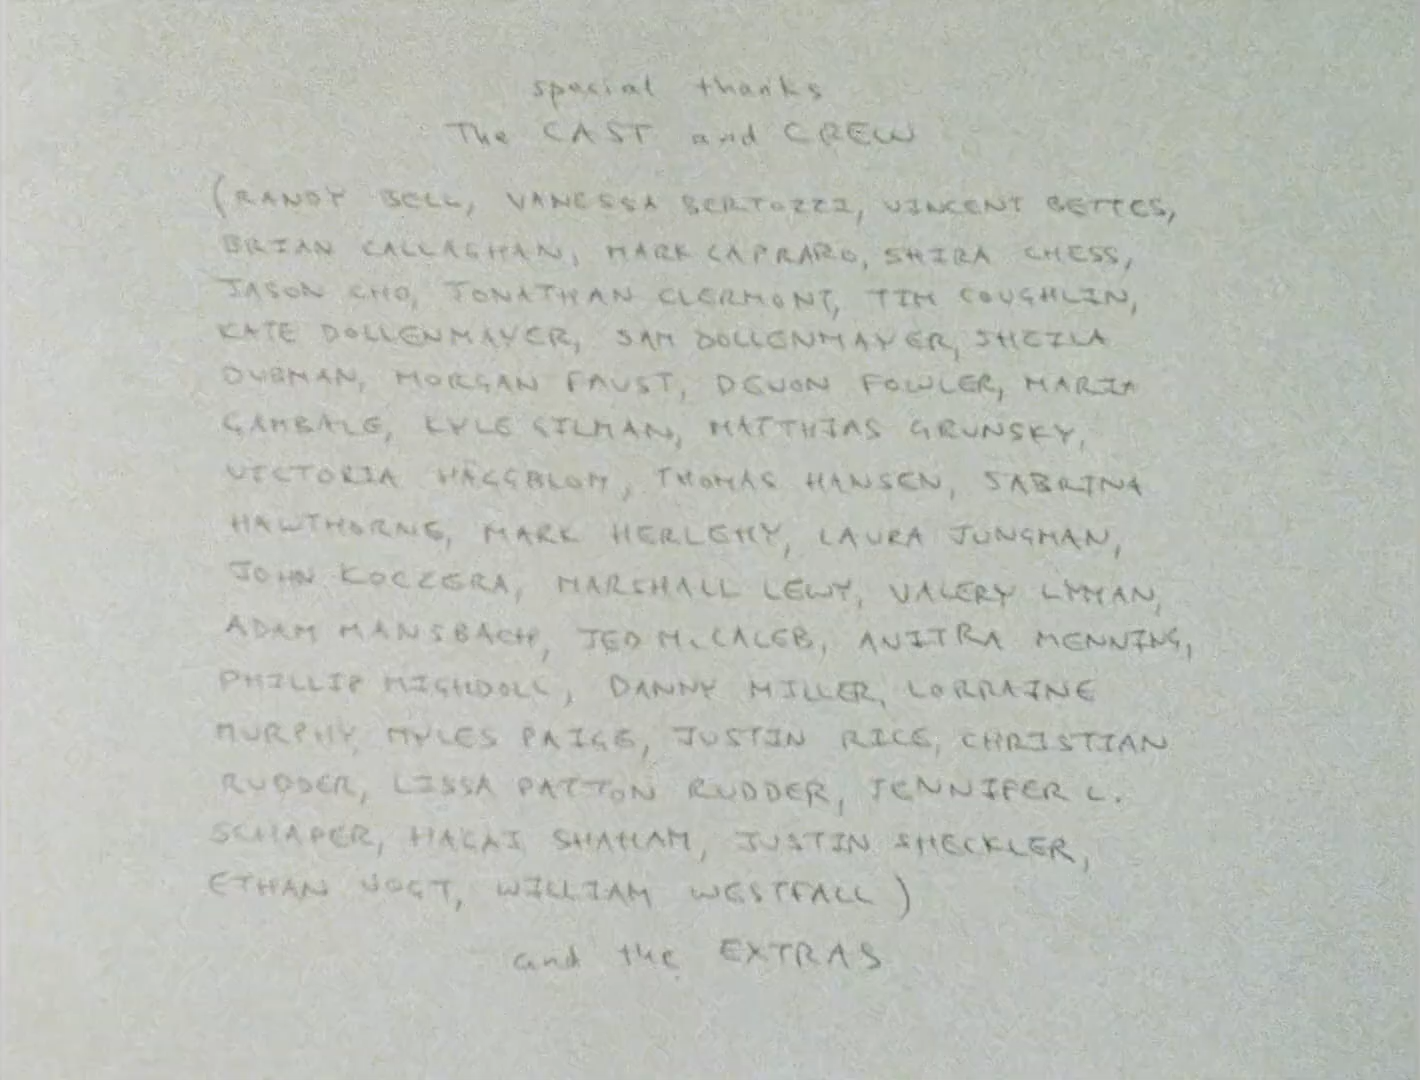 special thanks
The CAST and CREW
(RANDY BELL, VANESSA BERTOZZI, VINCENT BETTES,
BRIAN CALLAGHAN, MARK CAPRARO, SHIRA CHESS,
JASON CHO, JONATHAN CLERMONT, TIM COUGHLIN,
KATE DOLLENMAYER, SAM DOLLENMAYER, SHEILA
DUBMAN, MORGAN FAUST, DEVON FOWLER, MARIA
GAMBALE, KYLE GILMAN, MATTHIAS GRUNSKY,
VICTORIA HAGGBLOM, THOMAS HANSEN, SABRINA
HAWTHORNE, MARK HERLEHY, LAURA JUNGMAN,
JOHN KOCZERA, MARSHALL LEWY, VALERY LYMAN,
ADAM MANSBACH, JED McCALEB, ANITRA MENNING,
PHILLIP MIGHDOLL, DANNY MILLER, LORRAINE
MURPHY, MYLES PAIGE, JUSTIN RICE, CHRISTIAN
RUDDER, LISSA PATTON RUDDER, JENNIFER L.
SCHAPER, HAGAI SHAHAM, JUSTIN SHECKLER,
ETHAN VOGT, WILLIAM WESTFALL)
and the EXTRAS